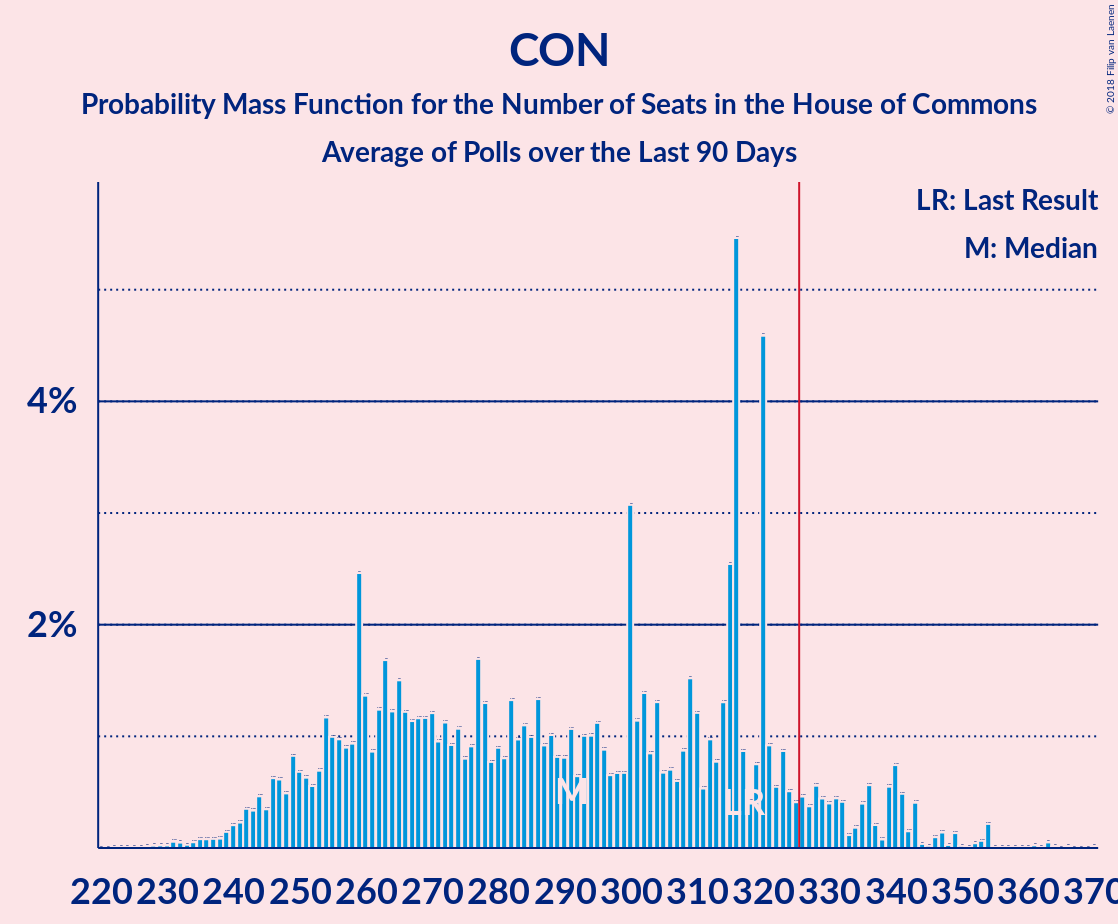 CON
Probability Mass Function for the Number of Seats in the House of Commons
Average of Polls over the Last 90 Days
© 2018 Filip van Laenen
LR: Last Result
M: Median
4%
2%
M
LR
220 230 240 250 260 270 280 290 300 310 320 330 340 350 360 370